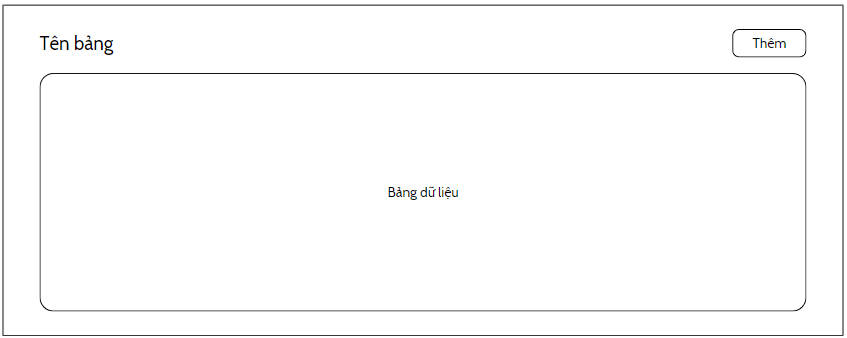 Tên bảng
Thêm
Bảng dữ liệu